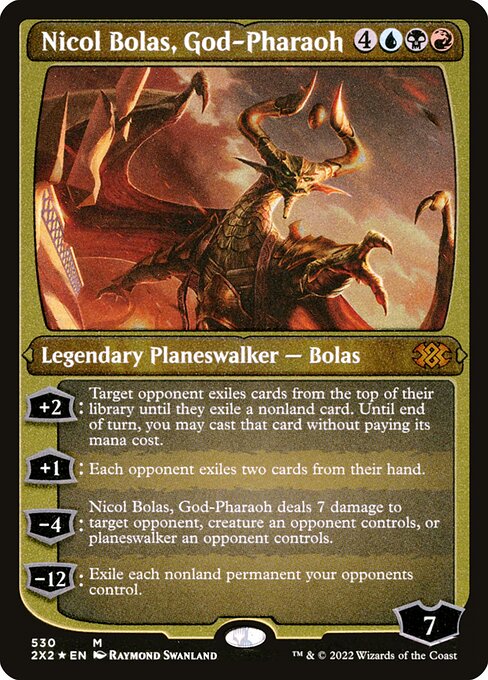 Nicol Bolas, God-Pharaoh 4
Legendary Planeswalker — Bolas
+2: Target opponent exiles cards from the top of their
library until they exile a nonland card. Until end
of turn, you may cast that card without paying its
mana cost.
+1: Each opponent exiles two cards from their hand.
Nicol Bolas, God-Pharaoh deals 7 damage to
−4: target opponent, creature an opponent controls, or
planeswalker an opponent controls.
−12: Exile each nonland permanent your opponents
control.
7
530 M
2X2 ★ EN Raymond Swanland
™ & © 2022 Wizards of the Coast